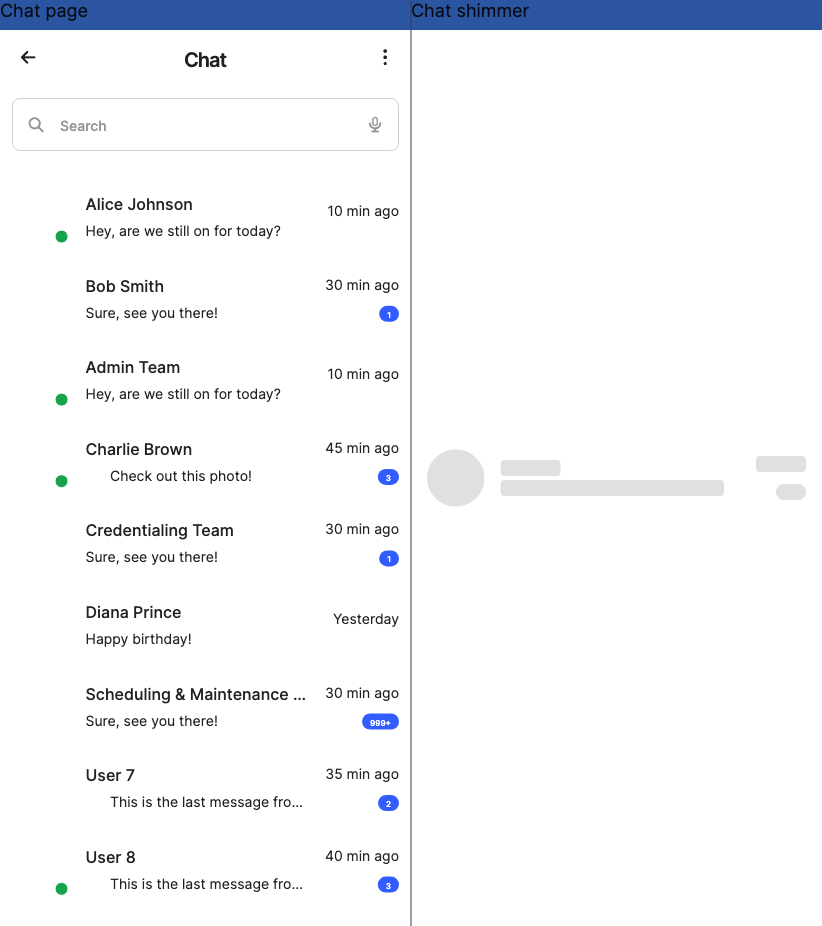 Chat page
Chat shimmer
Chat
Search
Alice Johnson
10 min ago
Hey, are we still on for today?
Bob Smith
30 min ago
Sure, see you there!
1
Admin Team
10 min ago
Hey, are we still on for today?
Charlie Brown
45 min ago
Check out this photo!
3
Credentialing Team
30 min ago
Sure, see you there!
1
Diana Prince
Yesterday
Happy birthday!
Scheduling & Maintenance ...
30 min ago
Sure, see you there!
999+
User 7
35 min ago
This is the last message fro...
2
User 8
40 min ago
This is the last message fro...
3